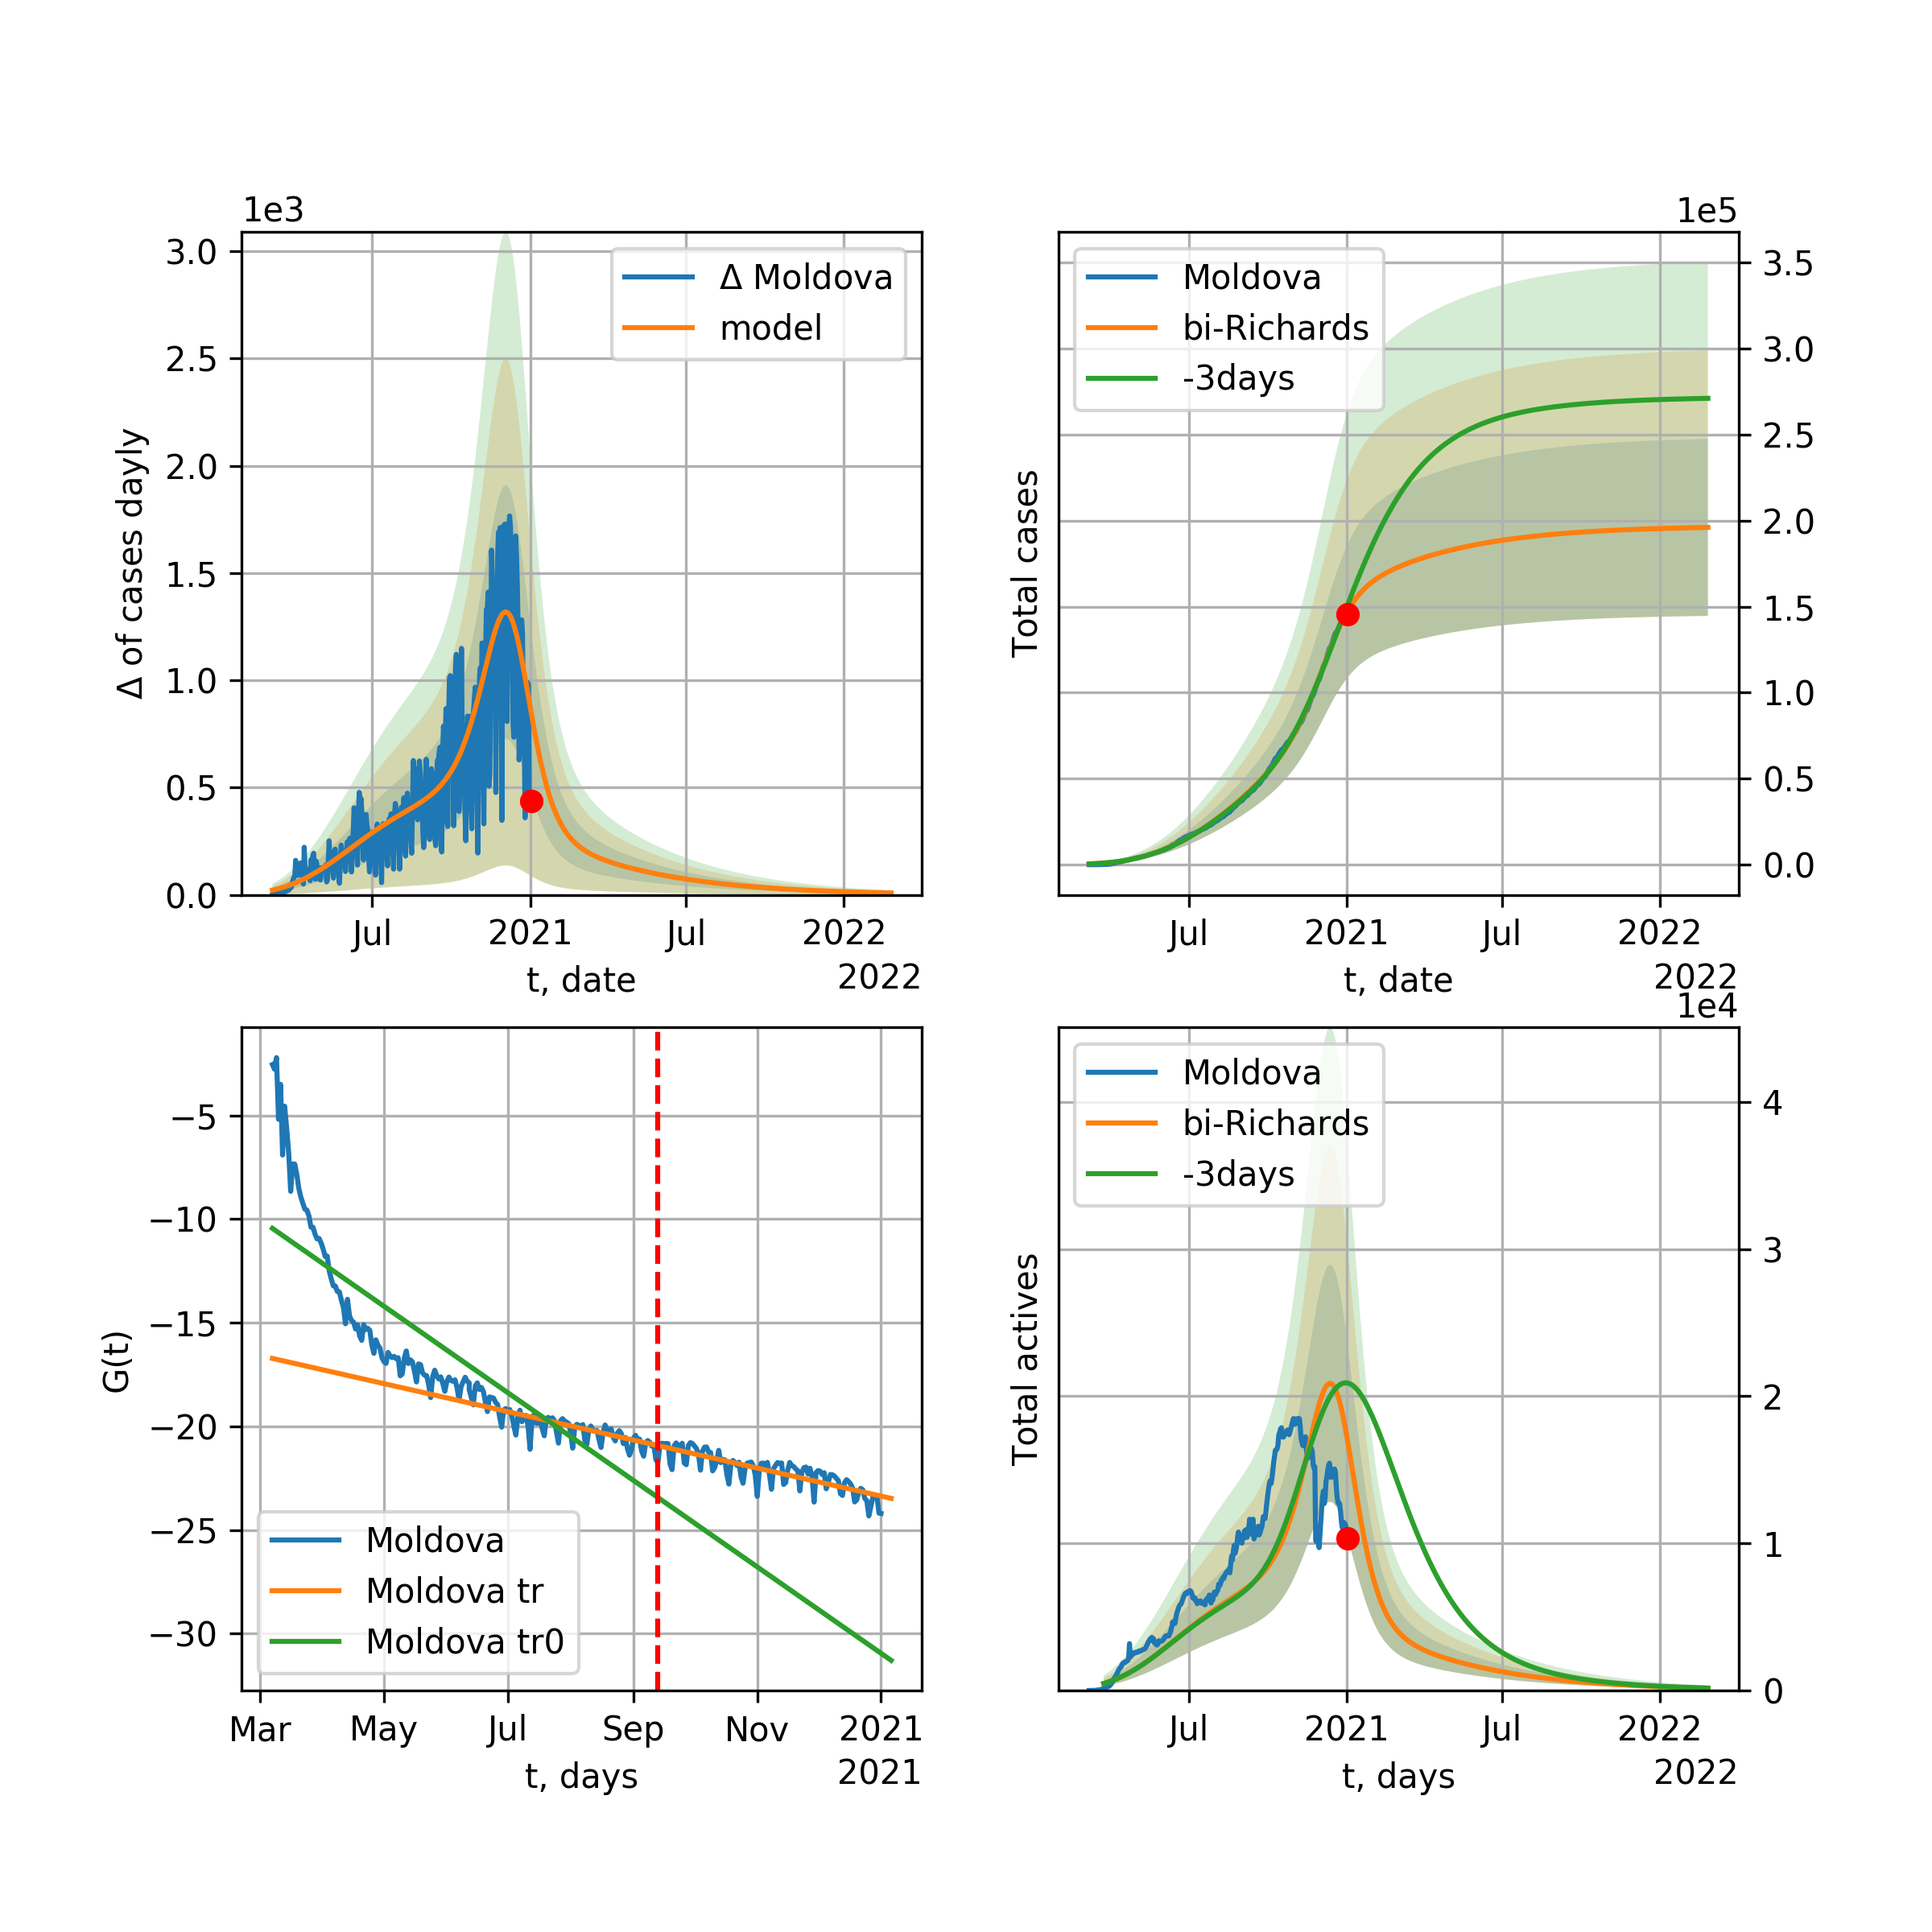 1e3
3.0
2.5
2.0
1.5
1.0
0.5
0.0
Δ of cases dayly
Δ Moldova
model
Jul
2021
Jul
2022
t, date
2022
1e5
Moldova
bi-Richards
-3days
Total cases
3.5
3.0
2.5
2.0
1.5
1.0
0.5
0.0
Jul
2021
Jul
2022
t, date
2022
G(t)
−5
−10
−15
−20
−25
−30
Moldova
Moldova tr
Moldova tr0
Mar
May
Jul
Sep
Nov
2021
t, days
2021
1e4
Moldova
bi-Richards
-3days
Total actives
4
3
2
1
0
Jul
2021
Jul
2022
t, days
2022